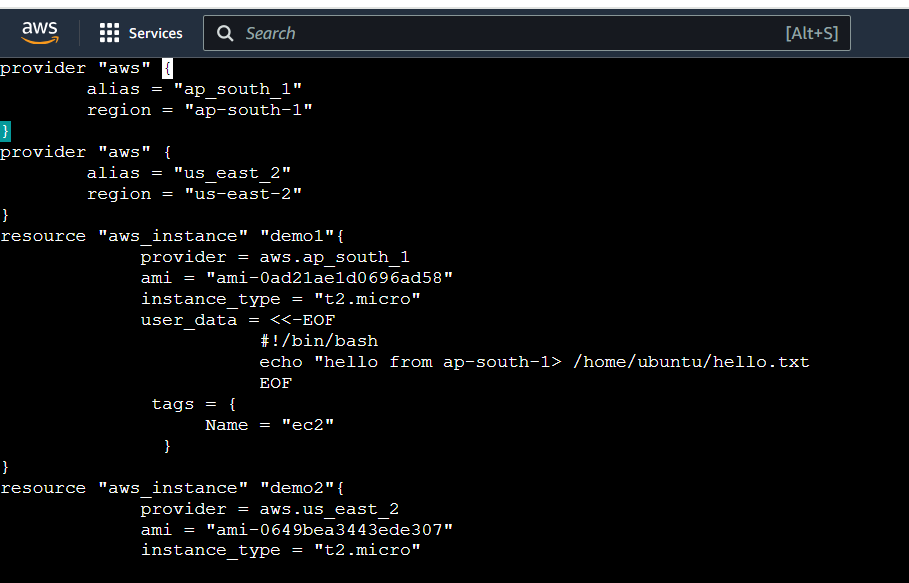 aws Services Search [Alt+S]
provider "aws" {
        alias = "ap_south_1"
        region = "ap-south-1"
}
provider "aws" {
        alias = "us_east_2"
        region = "us-east-2"
}
resource "aws_instance" "demo1"{
             provider = aws.ap_south_1
             ami = "ami-0ad21ae1d0696ad58"
             instance_type = "t2.micro"
             user_data = <<-EOF
                        #!/bin/bash
                        echo "hello from ap-south-1> /home/ubuntu/hello.txt
                        EOF
              tags = {
                   Name = "ec2"
               }
}
resource "aws_instance" "demo2"{
             provider = aws.us_east_2
             ami = "ami-0649bea3443ede307"
             instance_type = "t2.micro"